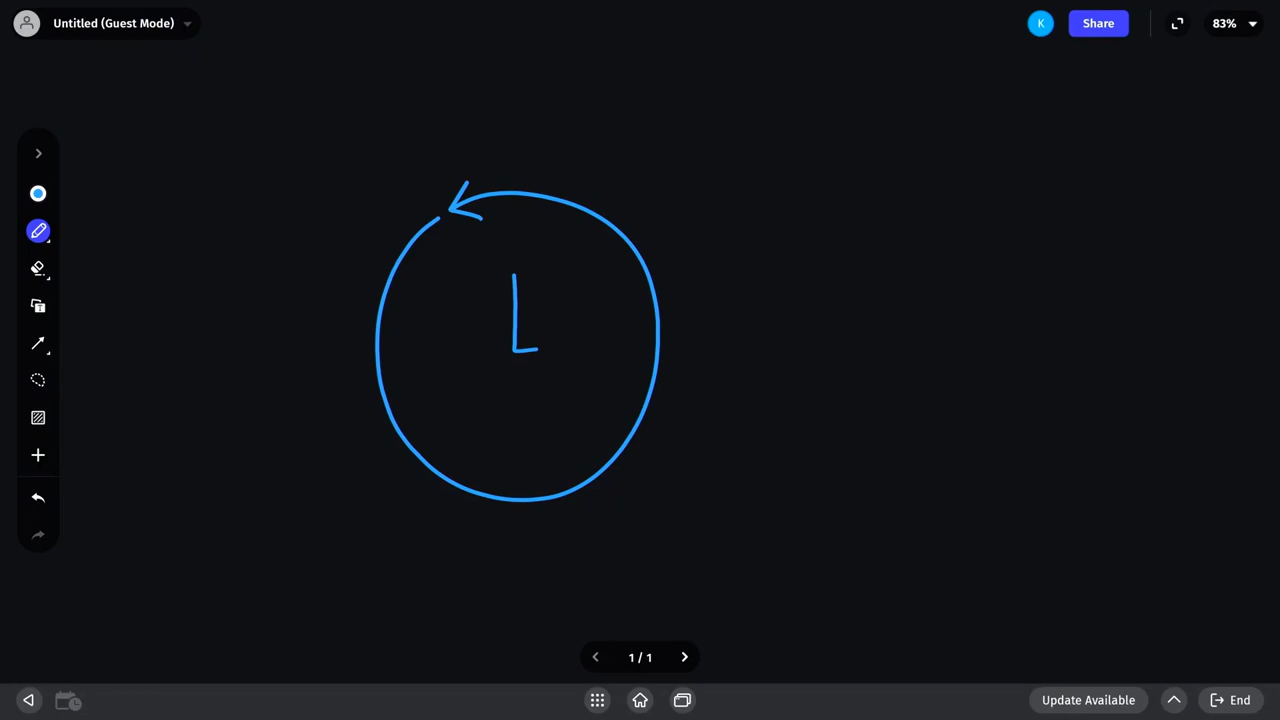 Untitled (Guest Mode)
K
Share
83%
1 / 1
Update Available
End